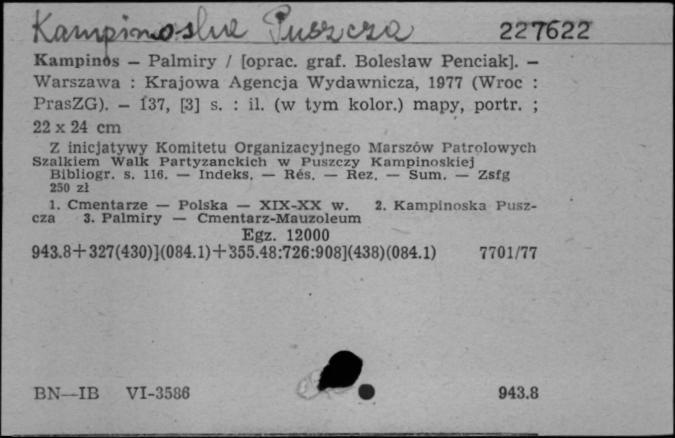 Kampinoska Puszcza 227622
Kampinos — Palmiry / [oprac. graf. Bolesław Penciak]. —
Warszawa : Krajowa Agencja Wydawnicza, 1977 (Wroc :
PrasZG). — 137, [3] s. : il. (w tym kolor.) mapy, portr. ;
22 x 24 cm
Z inicjatywy Komitetu Organizacyjnego Marszów Patrolowych
Szalkiem Walk Partyzanckich w Puszczy Kampinoskiej
Bibliogr. s. 116. — Indeks. — Rés. — Rez. — Sum. — Zsfg
250 zł
1. Cmentarze — Polska — XIX-XX w. 2. Kampinoska Pusz-
cza 3. Palmiry — Cmentarz-Mauzoleum
Egz. 12000
943.8+327(430)](084.1)+355.48:726:908](438)(084.1) 7701/77
BN—IB VI-3586 943.8